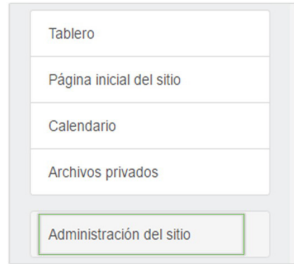 Tablero
Página inicial del sitio
Calendario
Archivos privados
Administración del sitio